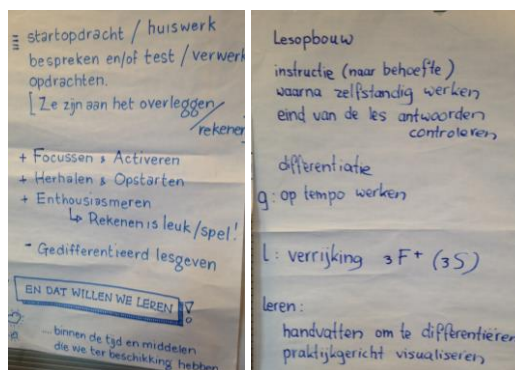 startopdracht / huiswerk
bespreken en/of test / verwerk
opdrachten.
[ Ze zijn aan het overleggen/
rekenen
+ Focussen & Activeren
+ Herhalen & Opstarten
+ Enthousiasmeren
↳ Rekenen is leuk/spel!
- Gedifferentieerd lesgeven
EN DAT WILLEN WE LEREN!
... binnen de tijd en middelen
die we ter beschikking hebben
Lesopbouw
instructie (naar behoefte)
waarna zelfstandig werken
eind van de les antwoorden
controleren
differentiatie
g: op tempo werken
l: verrijking 3F+ (3S)
leren:
handvatten om te differentiëren
praktijkgericht visualiseren